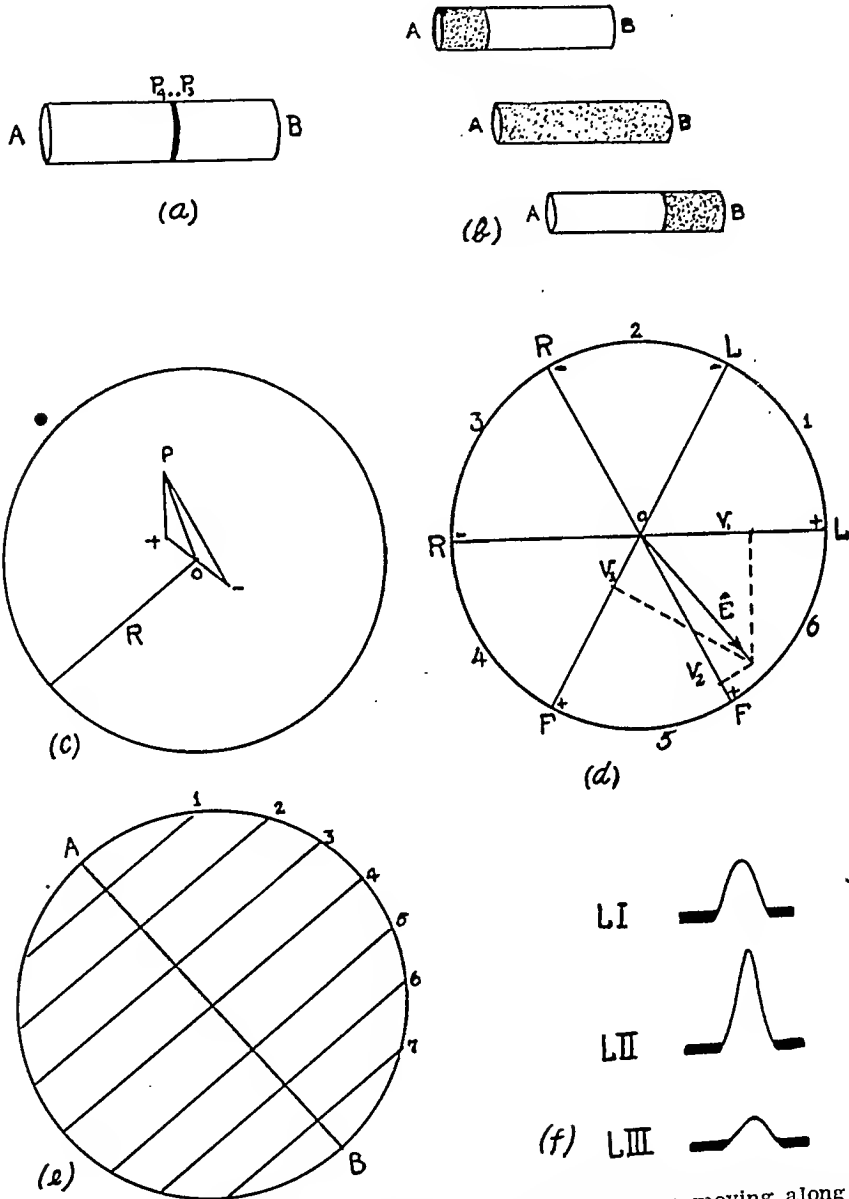 A B
P₄..P₃
A B
(a)
A B
(b)
A B
R 2 L
3 1
P
+ o -
R
(c)
R - - L
R - o V₁ + L
V₃ Ê 6
4 V₂
F + + F
5
(d)
1 2
A 3
4
5
6
7
B
(e)
LI
LII
(f) LIII
moving along